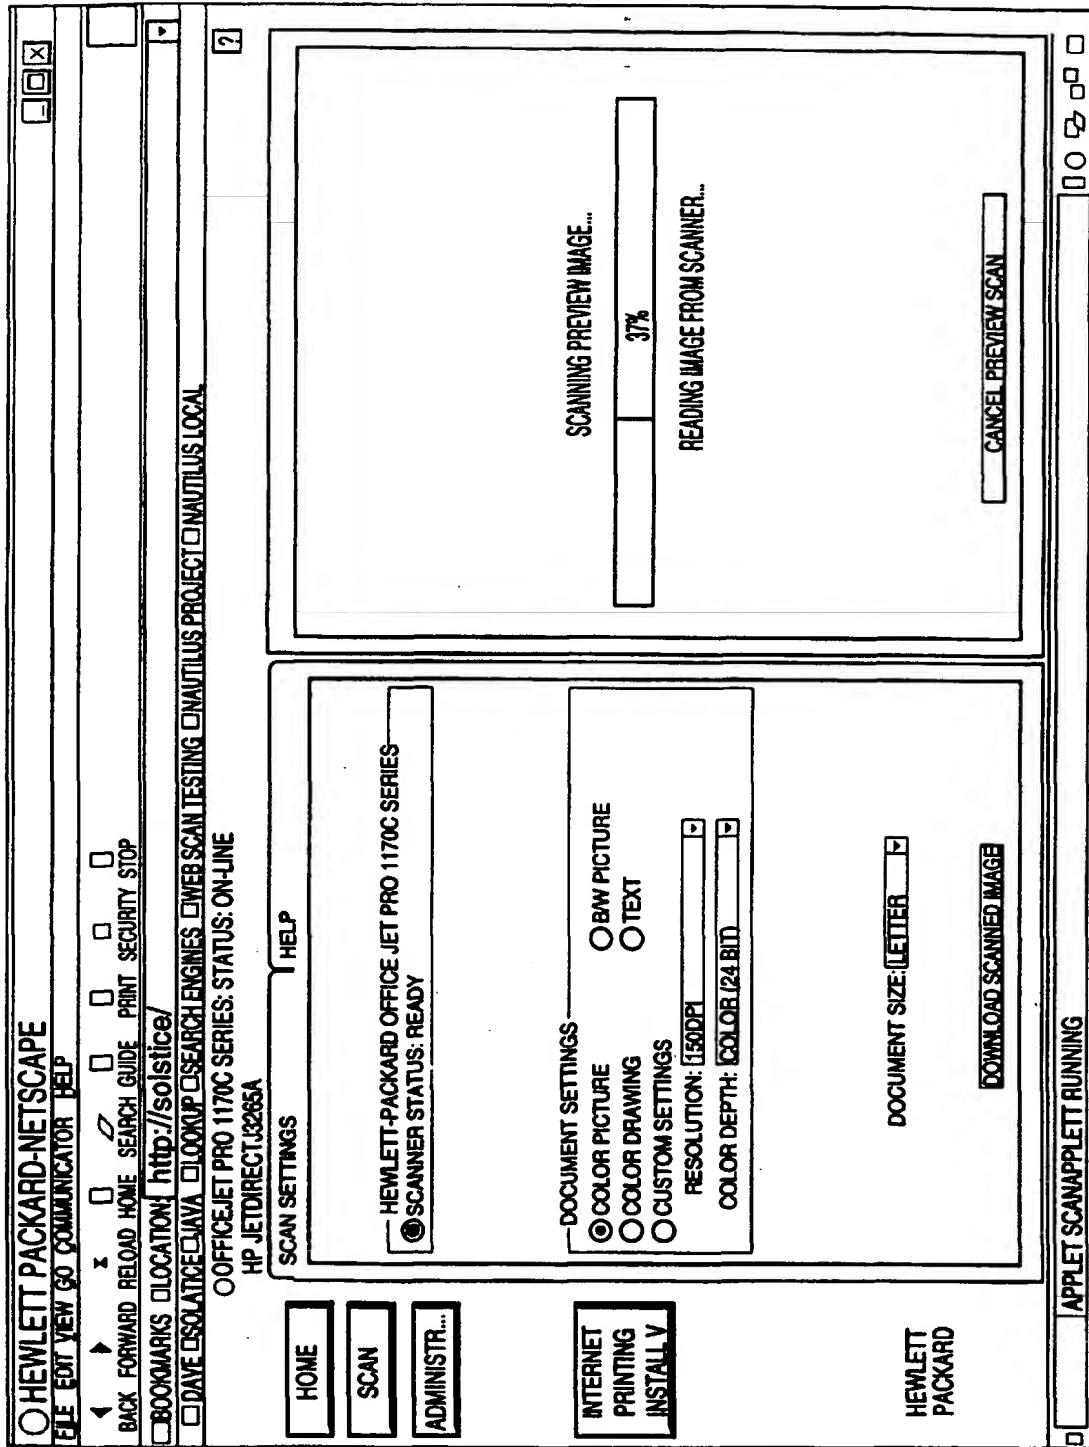 HEWLETT PACKARD-NETSCAPE
FILE EDIT VIEW GO COMMUNICATOR HELP
BACK FORWARD RELOAD HOME SEARCH GUIDE PRINT SECURITY STOP
BOOKMARKS LOCATION: http://solstice/
DAVE ISOLATICE JAVA LOOKUP SEARCH ENGINES WEB SCAN TESTING NAUTILUS PROJECT NAUTILUS LOCAL
OFFICEJET PRO 1170C SERIES: STATUS: ON-LINE
HP JETDIRECT J3265A
?
HOME
SCAN
ADMINISTR...
INTERNET
PRINTING
INSTALL V
HEWLETT
PACKARD
SCAN SETTINGS
HELP
HEWLETT-PACKARD OFFICE JET PRO 1170C SERIES
SCANNER STATUS: READY
DOCUMENT SETTINGS
COLOR PICTURE
B/W PICTURE
COLOR DRAWING
TEXT
CUSTOM SETTINGS
RESOLUTION: 150DPI
COLOR DEPTH: COLOR (24 BIT)
DOCUMENT SIZE: LETTER
DOWNLOAD SCANNED IMAGE
SCANNING PREVIEW IMAGE...
37%
READING IMAGE FROM SCANNER...
CANCEL PREVIEW SCAN
APPLET SCANAPPLETT RUNNING